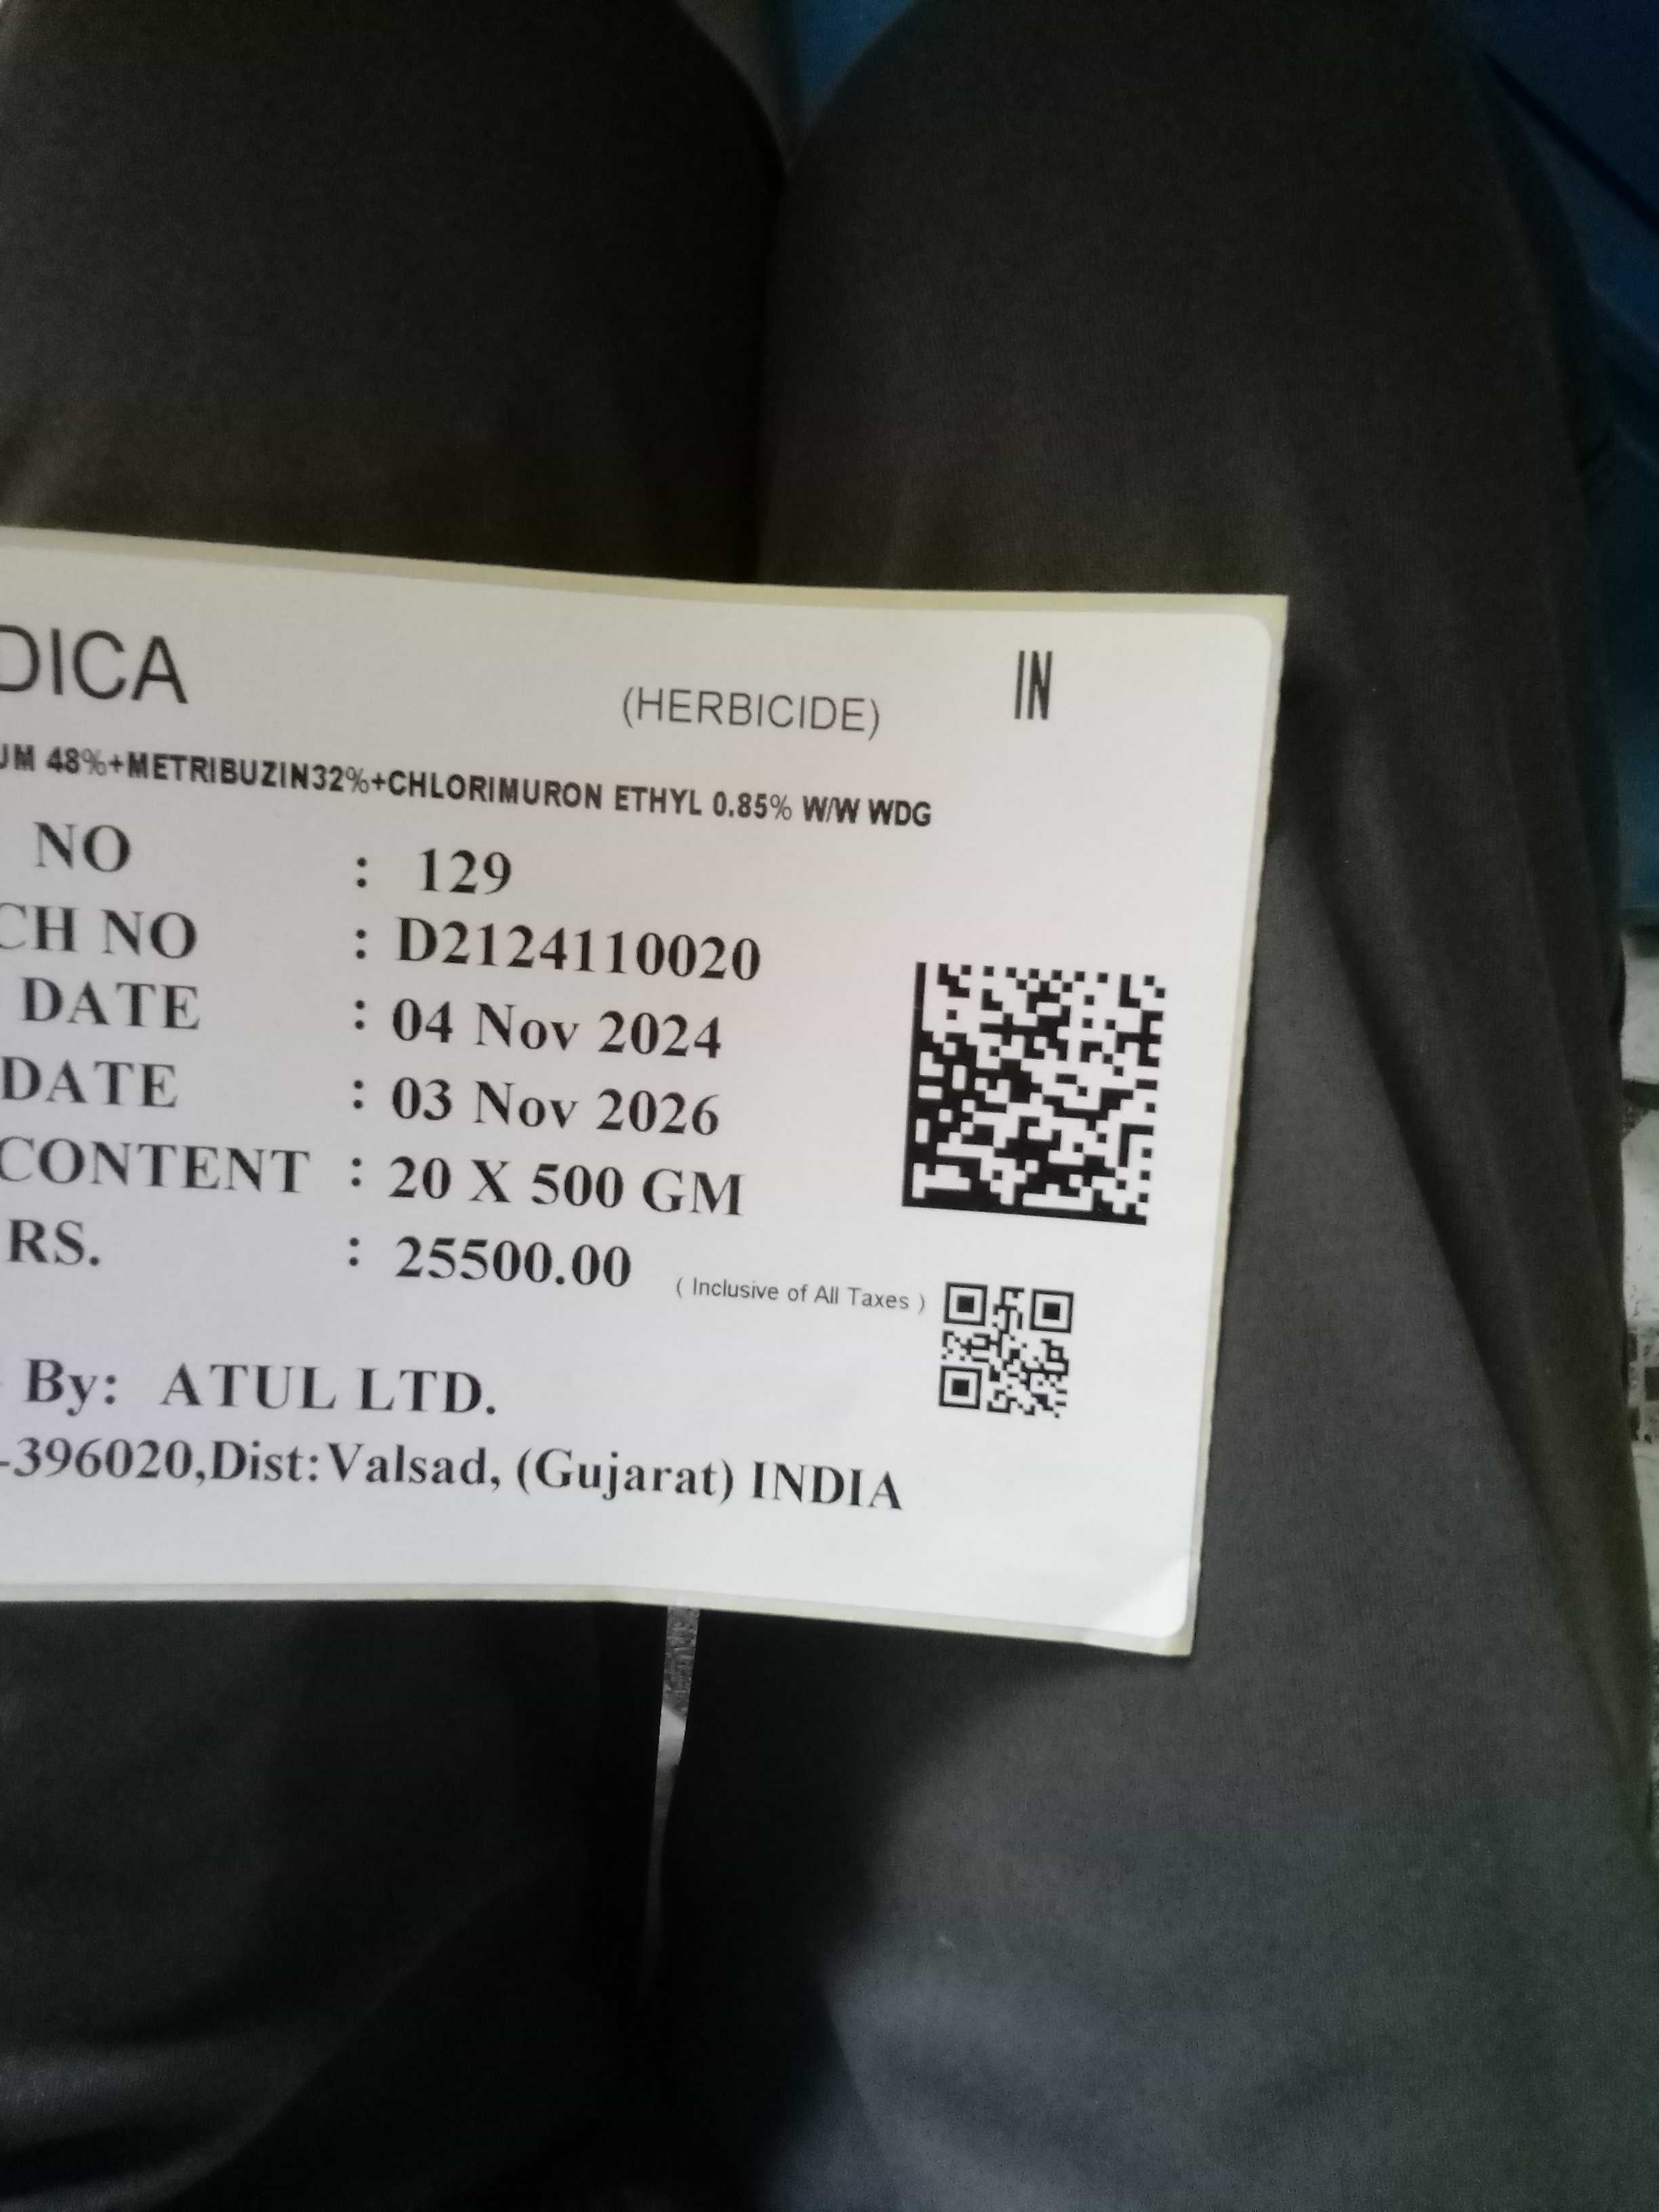 DICA (HERBICIDE) IN
UM 48%+METRIBUZIN32%+CHLORIMURON ETHYL 0.85% W/W WDG
NO : 129
CH NO : D2124110020
DATE : 04 Nov 2024
DATE : 03 Nov 2026
CONTENT : 20 X 500 GM
RS. : 25500.00 ( Inclusive of All Taxes )
By: ATUL LTD.
-396020,Dist:Valsad, (Gujarat) INDIA